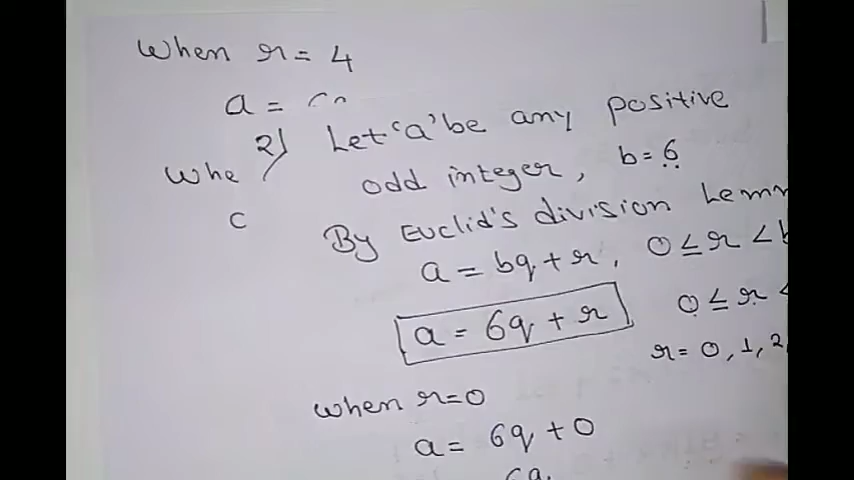 When r = 4
a =
Whe
c
2) Let 'a' be any positive
odd integer, b = 6
By Euclid's division Lemm
a = bq + r, 0 ≤ r < b
a = 6q + r
0 ≤ r <
r = 0, 1, 2,
when r = 0
a = 6q + 0
6q